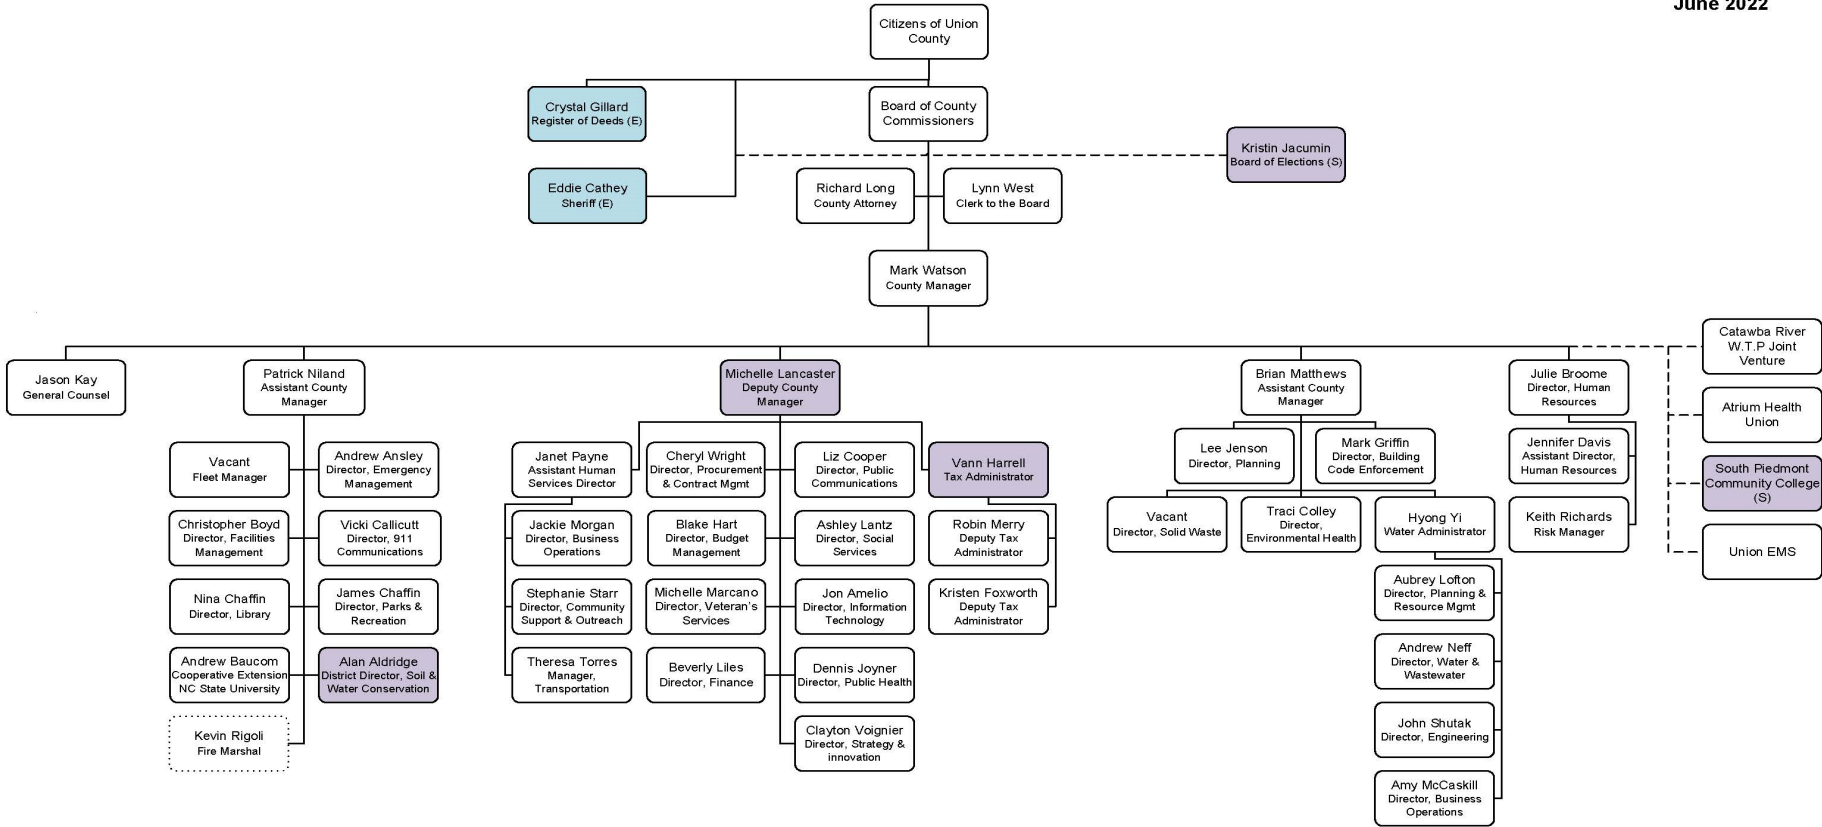 June 2022
Citizens of Union
County
Crystal Gillard
Register of Deeds (E)
Board of County
Commissioners
Kristin Jacumin
Board of Elections (S)
Eddie Cathey
Sheriff (E)
Richard Long
County Attorney
Lynn West
Clerk to the Board
Mark Watson
County Manager
Jason Kay
General Counsel
Patrick Niland
Assistant County
Manager
Michelle Lancaster
Deputy County
Manager
Brian Matthews
Assistant County
Manager
Julie Broome
Director, Human
Resources
Catawba River
W.T.P Joint
Venture
Atrium Health
Union
South Piedmont
Community College
(S)
Union EMS
Vacant
Fleet Manager
Andrew Ansley
Director, Emergency
Management
Christopher Boyd
Director, Facilities
Management
Vicki Callicutt
Director, 911
Communications
Nina Chaffin
Director, Library
James Chaffin
Director, Parks &
Recreation
Andrew Baucom
Cooperative Extension
NC State University
Alan Aldridge
District Director, Soil &
Water Conservation
Kevin Rigoli
Fire Marshal
Janet Payne
Assistant Human
Services Director
Jackie Morgan
Director, Business
Operations
Stephanie Starr
Director, Community
Support & Outreach
Theresa Torres
Manager,
Transportation
Cheryl Wright
Director, Procurement
& Contract Mgmt
Blake Hart
Director, Budget
Management
Michelle Marcano
Director, Veteran's
Services
Beverly Liles
Director, Finance
Liz Cooper
Director, Public
Communications
Ashley Lantz
Director, Social
Services
Jon Amelio
Director, Information
Technology
Dennis Joyner
Director, Public Health
Clayton Voignier
Director, Strategy &
innovation
Vann Harrell
Tax Administrator
Robin Merry
Deputy Tax
Administrator
Kristen Foxworth
Deputy Tax
Administrator
Lee Jenson
Director, Planning
Mark Griffin
Director, Building
Code Enforcement
Vacant
Director, Solid Waste
Traci Colley
Director,
Environmental Health
Hyong Yi
Water Administrator
Aubrey Lofton
Director, Planning &
Resource Mgmt
Andrew Neff
Director, Water &
Wastewater
John Shutak
Director, Engineering
Amy McCaskill
Director, Business
Operations
Jennifer Davis
Assistant Director,
Human Resources
Keith Richards
Risk Manager